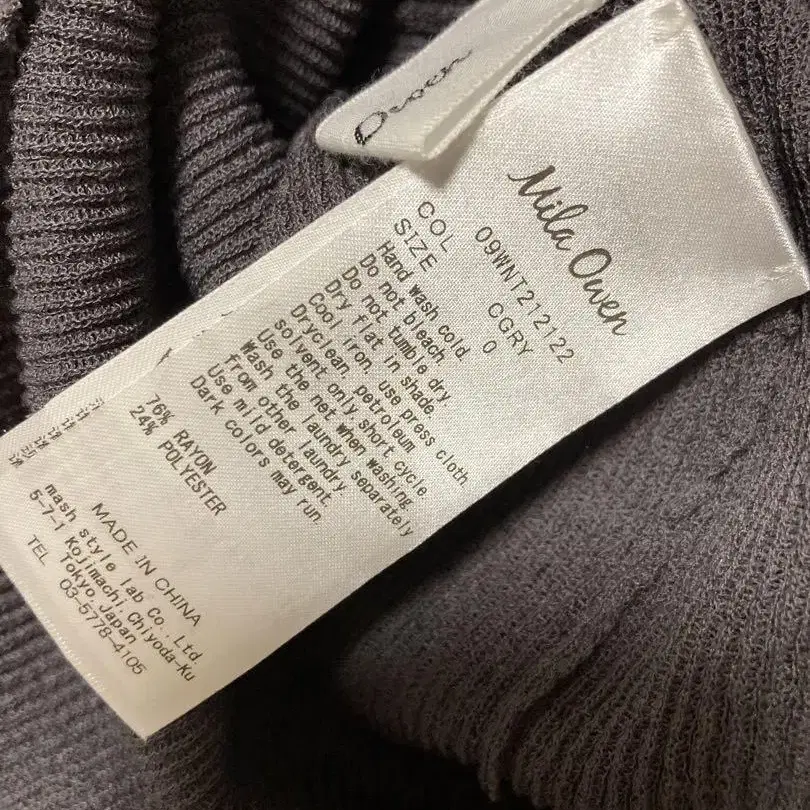 Owen
Mila Owen
09WNT212122
COL CGRY
SIZE 0
Hand wash cold
Do not bleach
Do not tumble dry
Dry flat in shade.
Cool iron, use press cloth
Dryclean, petroleum
solvent only short cycle
Use the net when washing.
Wash the laundry separately
from other laundry.
Use mild detergent.
Dark colors may run.
76% RAYON
24% POLYESTER
MADE IN CHINA
mash style lab Co., Ltd.
5-7-1 Kojimachi, Chiyoda-Ku
Tokyo, Japan
TEL 03-5778-4105